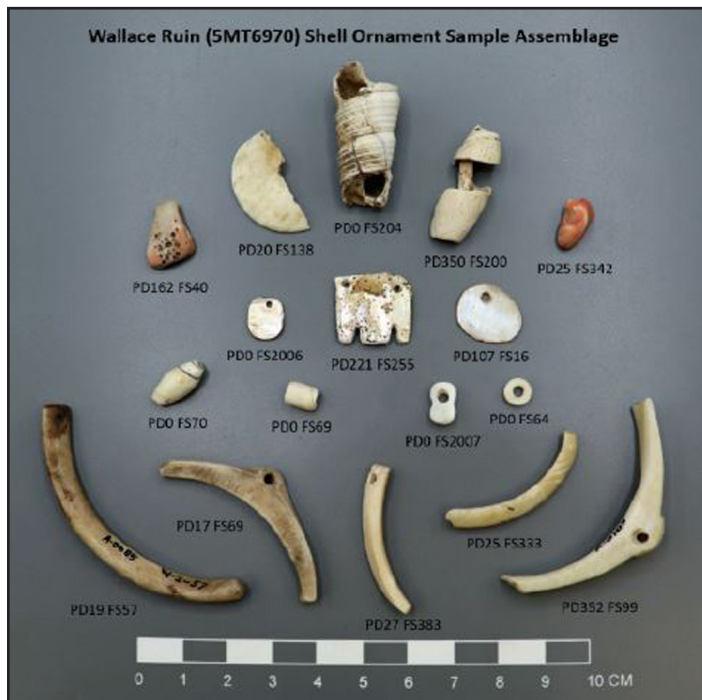 Wallace Ruin (5MT6970) Shell Ornament Sample Assemblage
PD0 FS204
PD20 FS138
PD350 FS200
PD25 FS342
PD162 FS40
PD0 FS2006
PD221 FS255
PD107 FS16
PD0 FS70
PD0 FS69
PD0 FS2007
PD0 FS64
PD17 FS69
PD25 FS333
PD19 FS57
PD27 FS383
PD352 FS99
0 1 2 3 4 5 6 7 8 9 10 CM